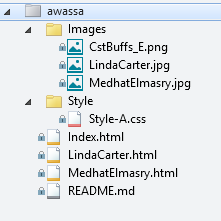 awassa
Images
CstBuffs_E.png
LindaCarter.jpg
MedhatElmasry.jpg
Style
Style-A.css
Index.html
LindaCarter.html
MedhatElmasry.html
README.md